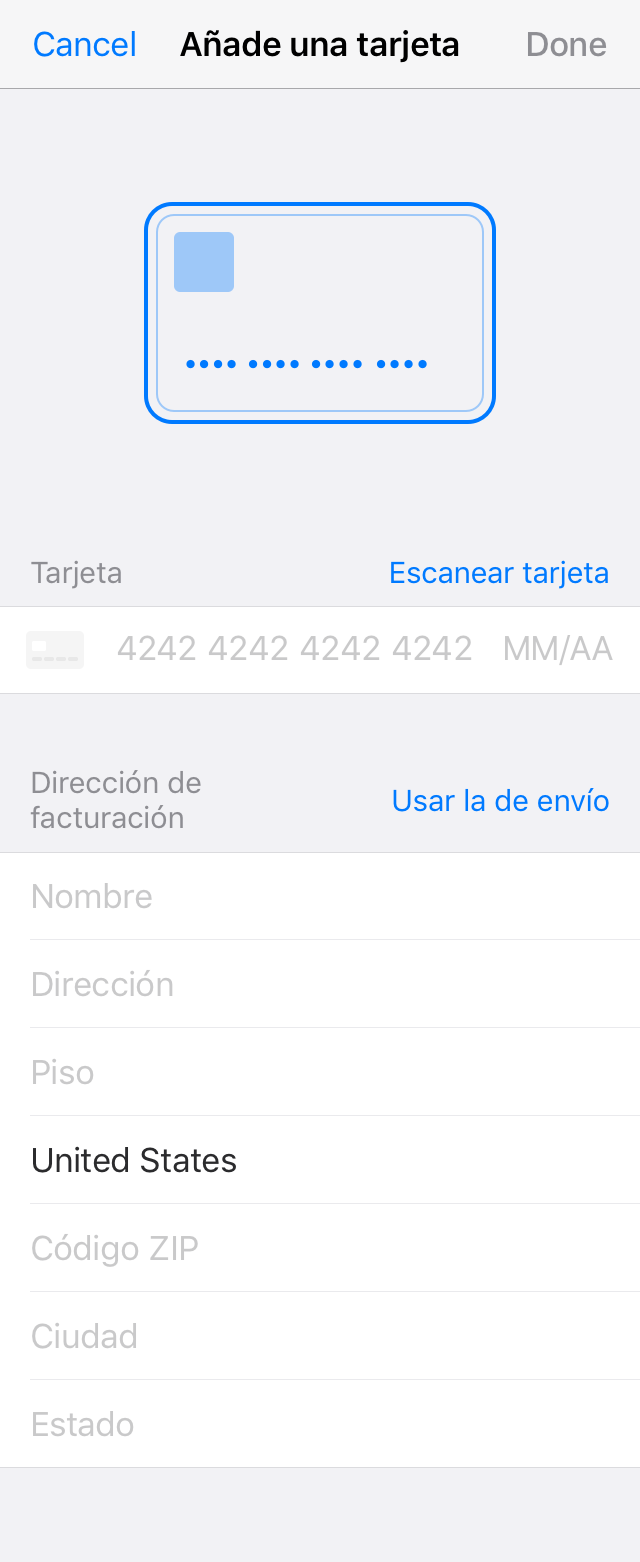 Cancel Añade una tarjeta Done
Tarjeta Escanear tarjeta
4242 4242 4242 4242 MM/AA
Dirección de
facturación
Usar la de envío
Nombre
Dirección
Piso
United States
Código ZIP
Ciudad
Estado